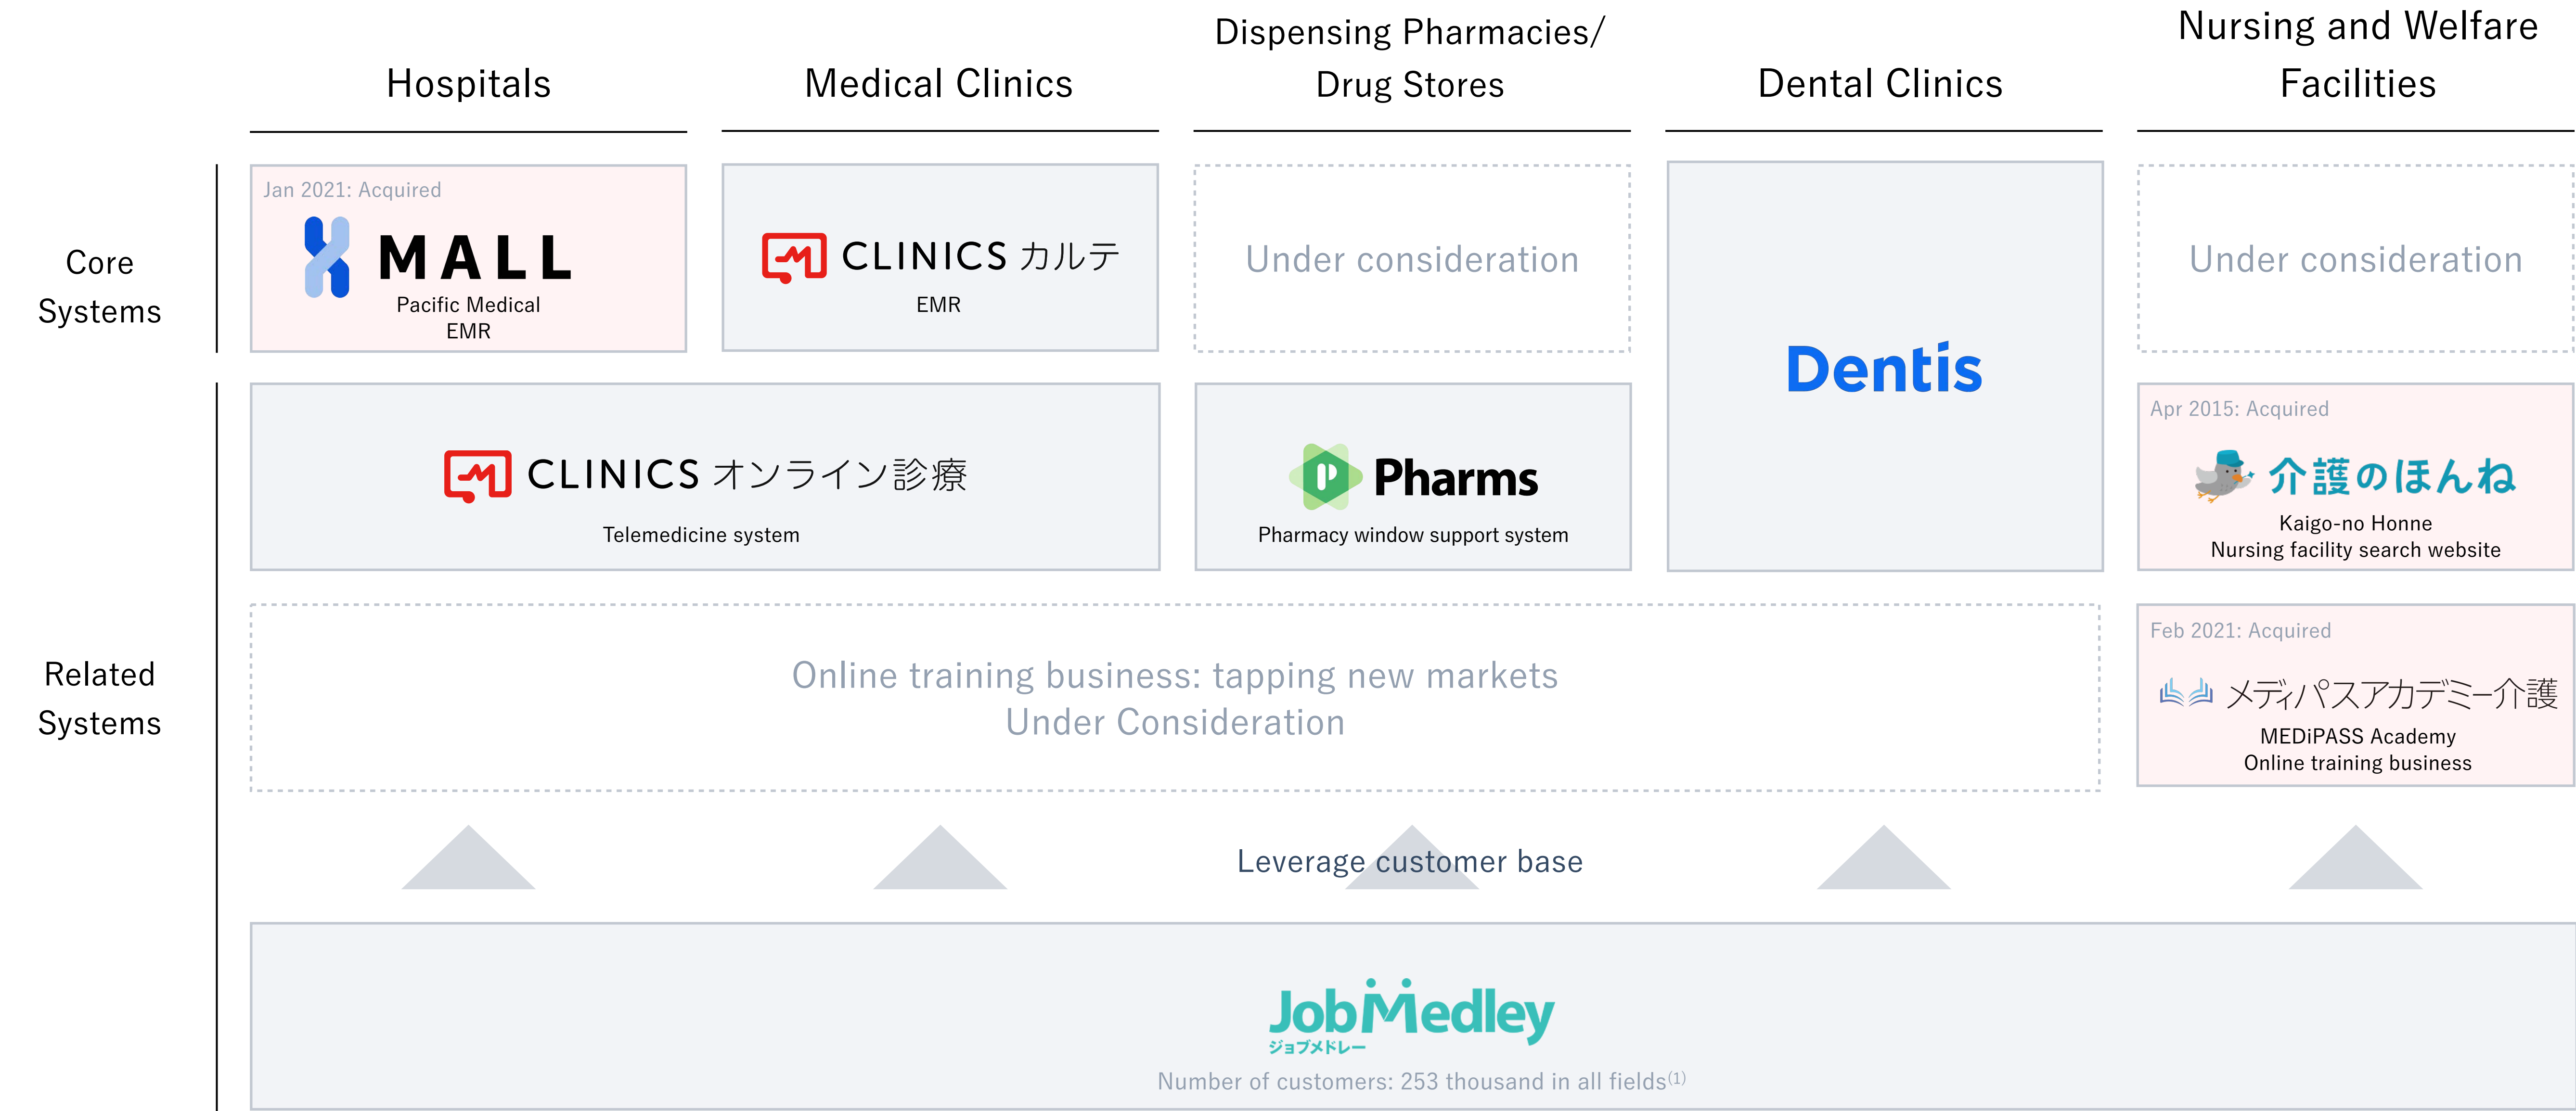 Hospitals
Medical Clinics
Dispensing Pharmacies/
Drug Stores
Dental Clinics
Nursing and Welfare
Facilities
Core
Systems
Jan 2021: Acquired
MALL
Pacific Medical
EMR
CLINICS カルテ
EMR
Under consideration
Dentis
Under consideration
Related
Systems
CLINICS オンライン診療
Telemedicine system
Pharms
Pharmacy window support system
Apr 2015: Acquired
介護のほんね
Kaigo-no Honne
Nursing facility search website
Online training business: tapping new markets
Under Consideration
Feb 2021: Acquired
メディパスアカデミー介護
MEDiPASS Academy
Online training business
Leverage customer base
JobMedley
ジョブメドレー
Number of customers: 253 thousand in all fields(1)